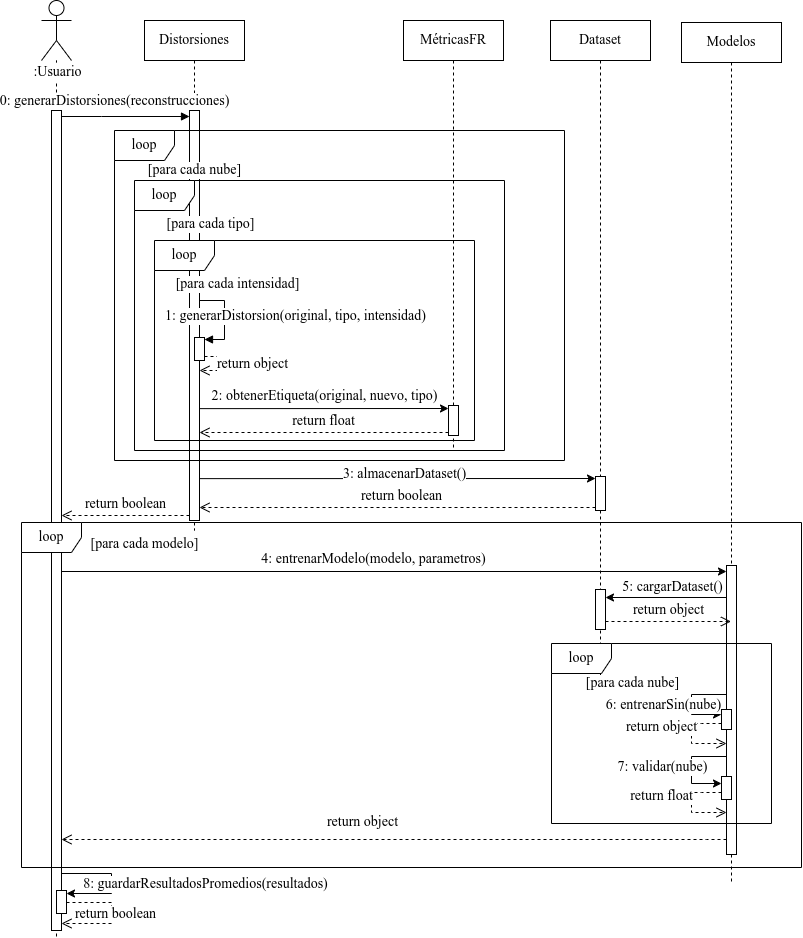 Distorsiones
MétricasFR
Dataset
Modelos
:Usuario
0: generarDistorsiones(reconstrucciones)
loop
[para cada nube]
loop
[para cada tipo]
loop
[para cada intensidad]
1: generarDistorsion(original, tipo, intensidad)
return object
2: obtenerEtiqueta(original, nuevo, tipo)
return float
3: almacenarDataset()
return boolean
return boolean
loop
[para cada modelo]
4: entrenarModelo(modelo, parametros)
5: cargarDataset()
return object
loop
[para cada nube]
6: entrenarSin(nube)
return object
7: validar(nube)
return float
return object
8: guardarResultadosPromedios(resultados)
return boolean